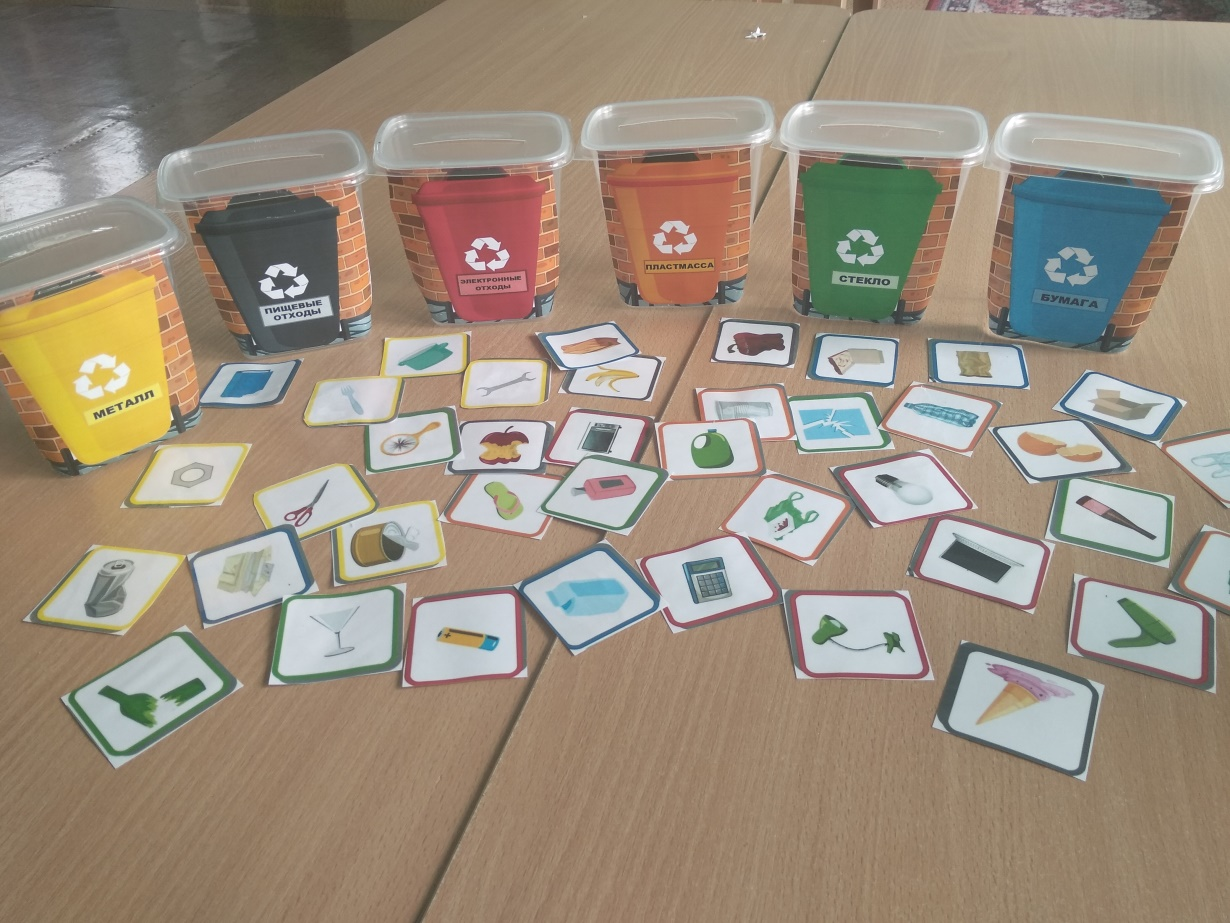 МЕТАЛЛ
ПИЩЕВЫЕ
ОТХОДЫ
ЭЛЕКТРОННЫЕ
ОТХОДЫ
ПЛАСТМАССА
СТЕКЛО
БУМАГА